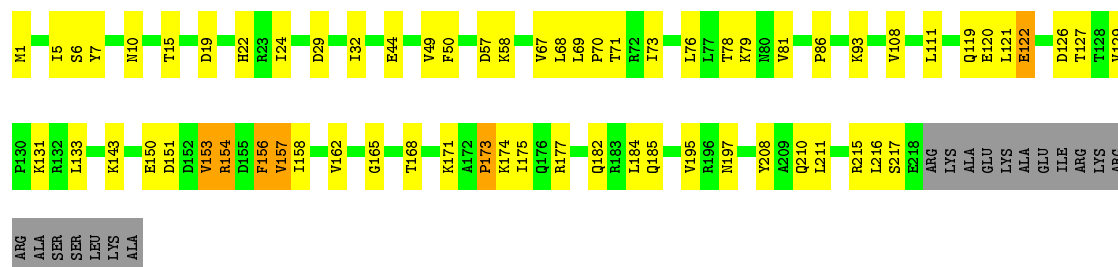 M1 I5 S6 Y7 N10 T15 D19 H22 R23 I24 D29 I32 E44 V49 F50 D57 K58 V67 L68 L69 P70 T71 R72 I73 L76 L77 T78 K79 N80 V81 P86 K93 V108 L111 Q119 E120 L121 E122 D126 T127 T128 V129
P130 K131 R132 L133 K143 E150 D151 D152 V153 R154 D155 F156 V157 I158 V162 G165 T168 K171 A172 P173 K174 I175 Q176 R177 Q182 R183 L184 Q185 V195 R196 N197 Y208 A209 Q210 L211 R215 L216 S217 E218 ARG LYS ALA GLU LYS ALA GLU ILE ARG LYS ARG
ARG ALA SER SER LEU LYS ALA